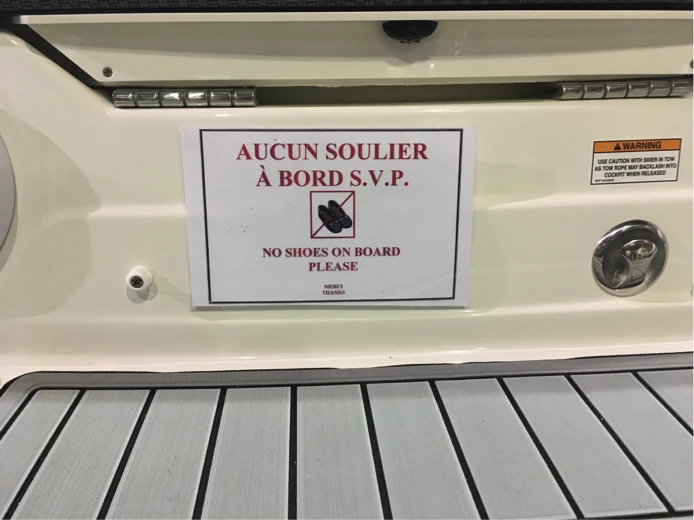 AUCUN SOULIER
À BORD S.V.P.
NO SHOES ON BOARD
PLEASE
MERCI
THANKS
WARNING
USE CAUTION WITH SKIER IN TOW
AS TOW ROPE MAY BACKLASH INTO
COCKPIT WHEN RELEASED